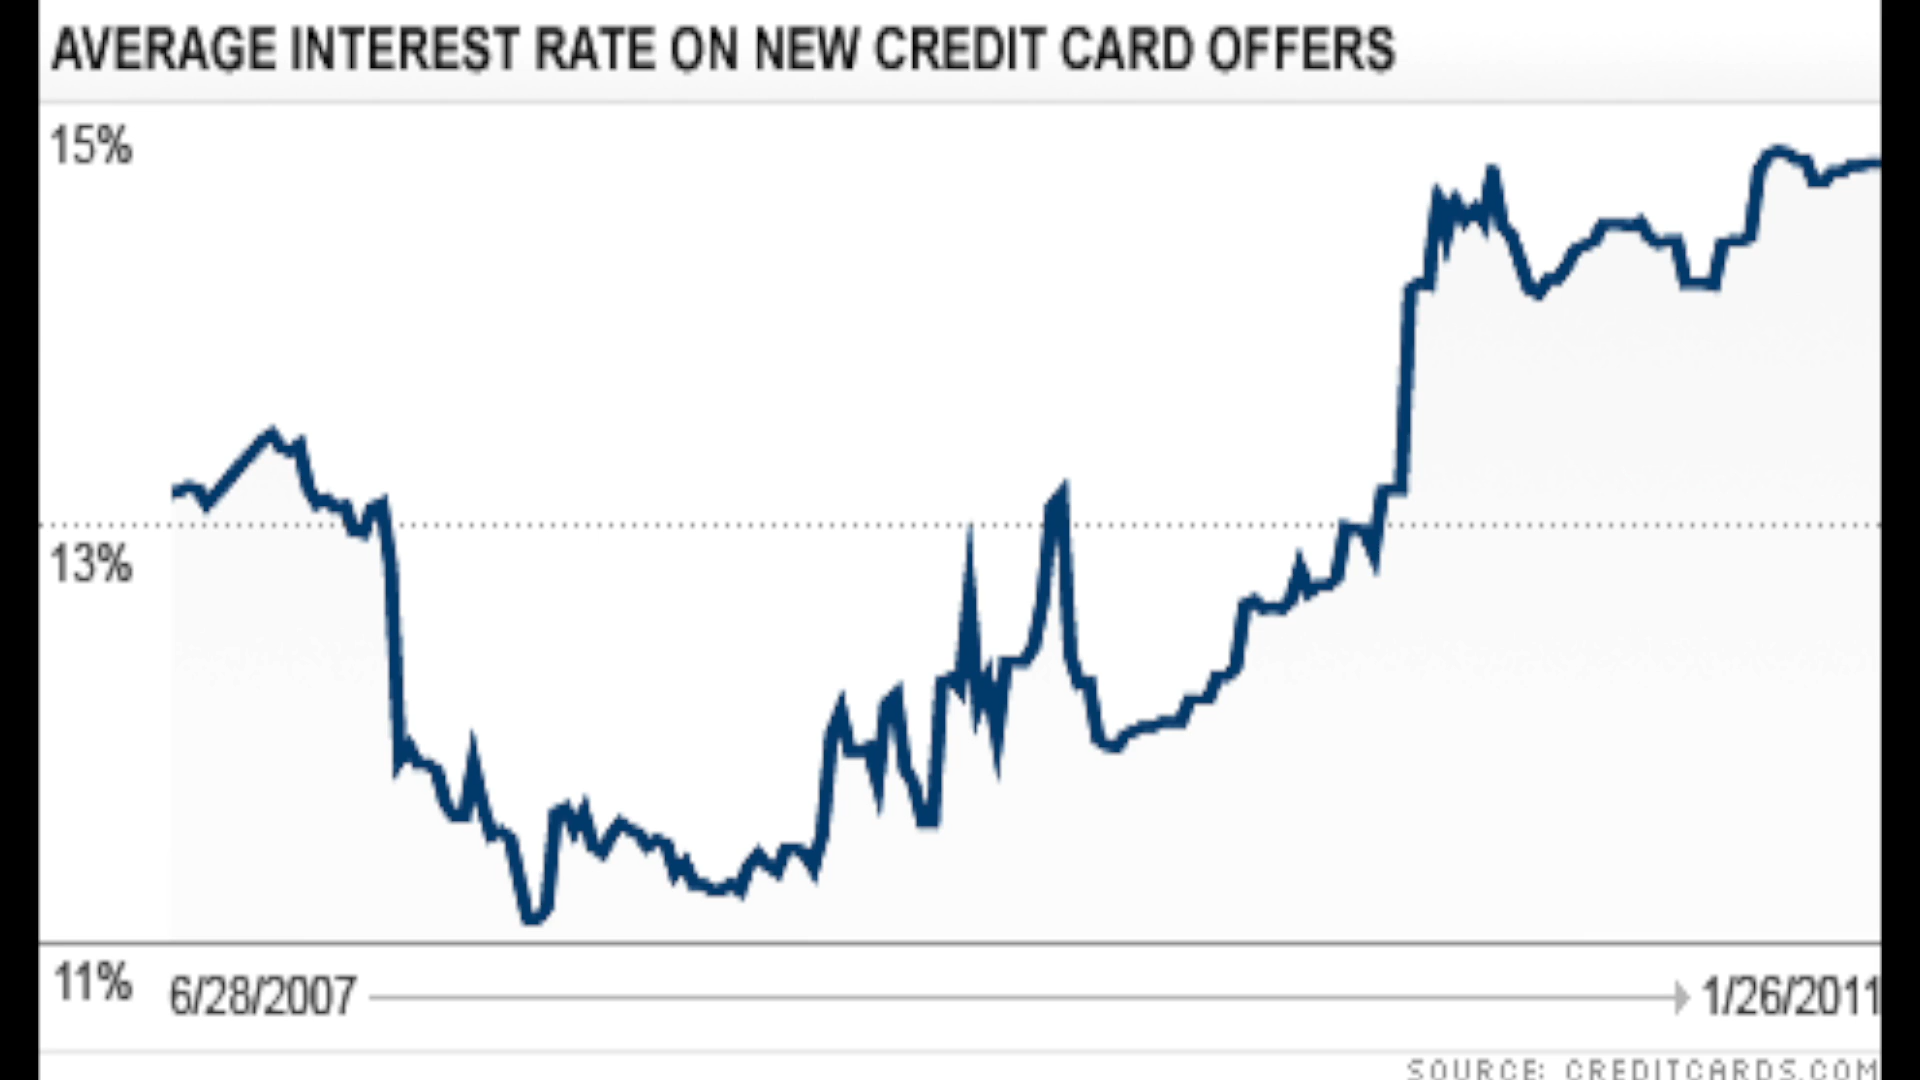 AVERAGE INTEREST RATE ON NEW CREDIT CARD OFFERS
15%
13%
11%
6/28/2007
1/26/2011
SOURCE: CREDITCARDS.COM